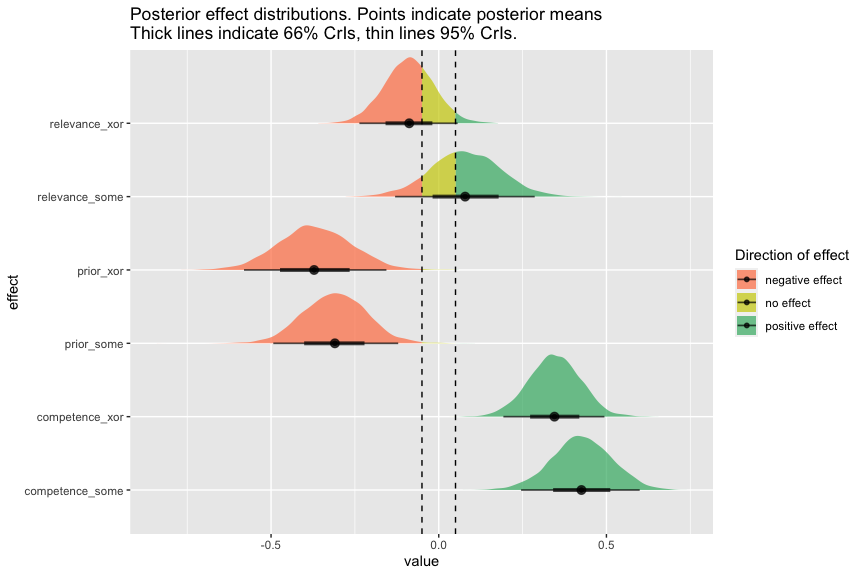 Posterior effect distributions. Points indicate posterior means
Thick lines indicate 66% CrIs, thin lines 95% CrIs.
effect
relevance_xor
relevance_some
prior_xor
prior_some
competence_xor
competence_some
-0.5
0.0
0.5
value
Direction of effect
negative effect
no effect
positive effect